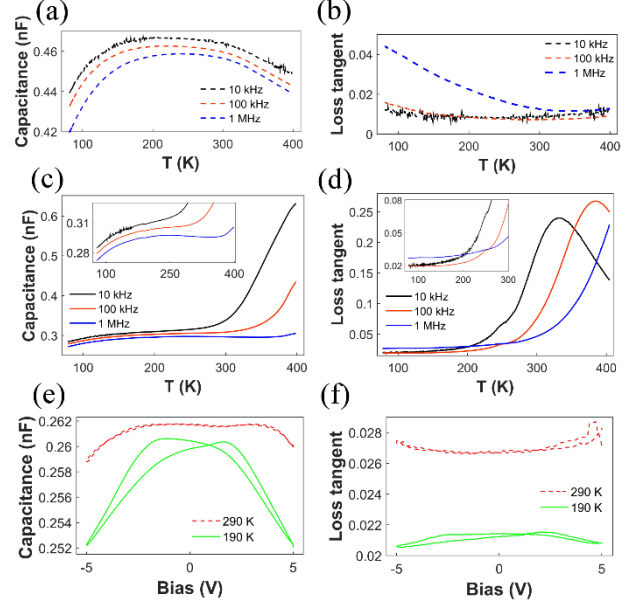 (a)
Capacitance (nF)
0.46
0.44
0.42
100
200
300
400
T (K)
10 kHz
100 kHz
1 MHz
(b)
Loss tangent
0.04
0.02
0
100
200
300
400
T (K)
10 kHz
100 kHz
1 MHz
(c)
Capacitance (nF)
0.6
0.5
0.4
0.3
100
200
300
400
T (K)
0.31
0.28
100
250
400
10 kHz
100 kHz
1 MHz
(d)
Loss tangent
0.25
0.20
0.15
0.10
0.05
100
200
300
400
T (K)
0.08
0.06
0.04
0.02
100
200
300
10 kHz
100 kHz
1 MHz
(e)
Capacitance (nF)
0.262
0.26
0.258
0.256
0.254
0.252
-5
0
5
Bias (V)
290 K
190 K
(f)
Loss tangent
0.028
0.026
0.024
0.022
0.02
-5
0
5
Bias (V)
290 K
190 K